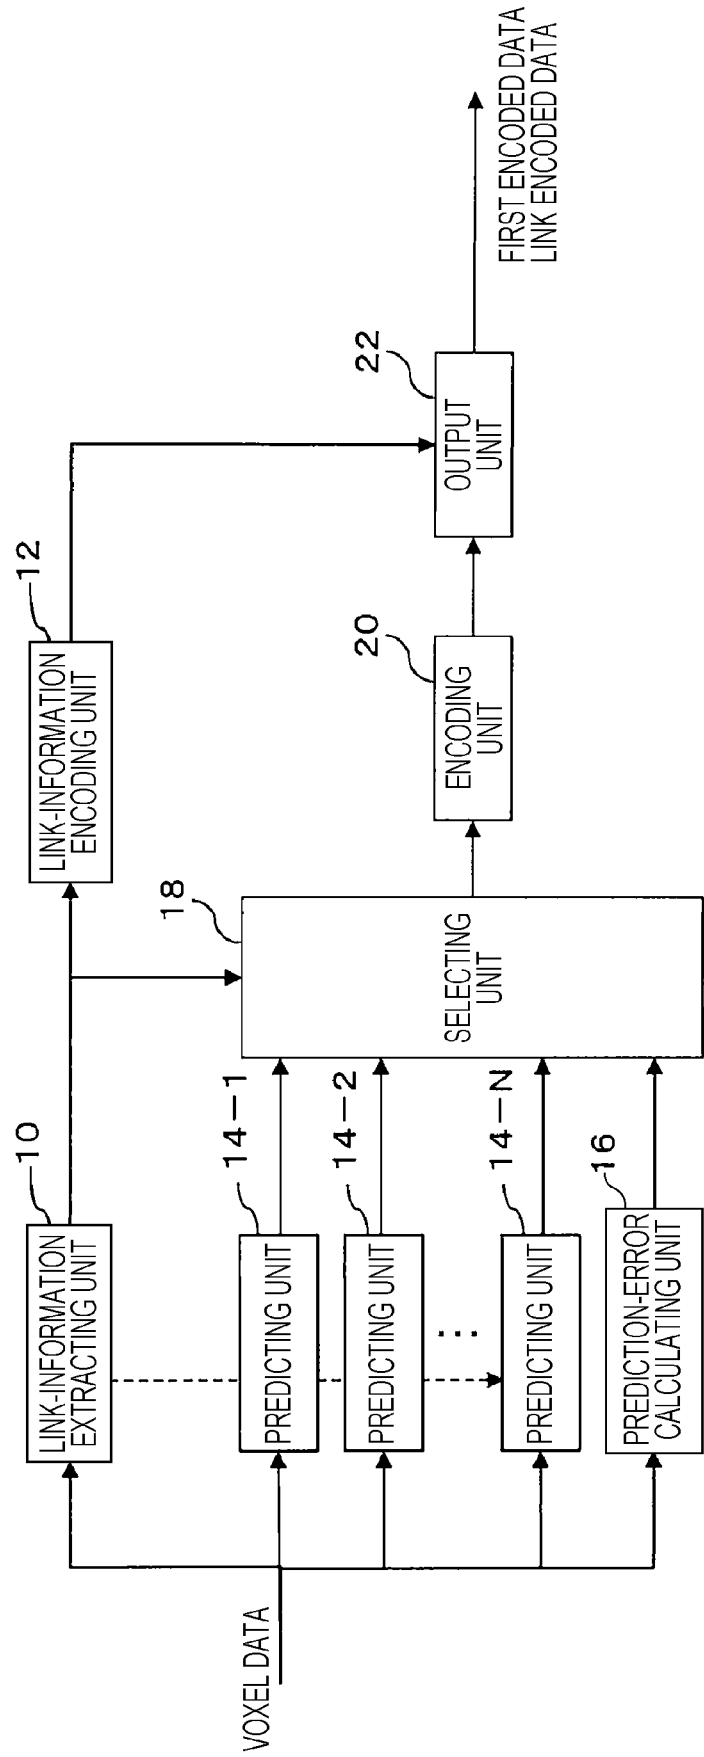 VOXEL DATA
10
LINK-INFORMATION
EXTRACTING UNIT
12
LINK-INFORMATION
ENCODING UNIT
14-1
PREDICTING UNIT
14-2
PREDICTING UNIT
...
14-N
PREDICTING UNIT
16
PREDICTION-ERROR
CALCULATING UNIT
18
SELECTING
UNIT
20
ENCODING
UNIT
22
OUTPUT
UNIT
FIRST ENCODED DATA
LINK ENCODED DATA